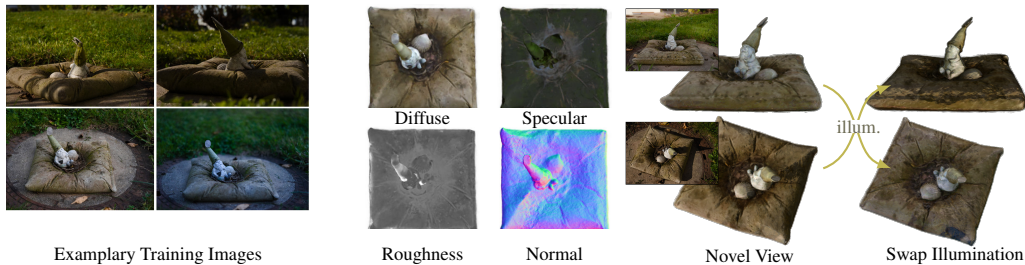 Diffuse
Specular
illum.
Examplary Training Images
Roughness
Normal
Novel View
Swap Illumination